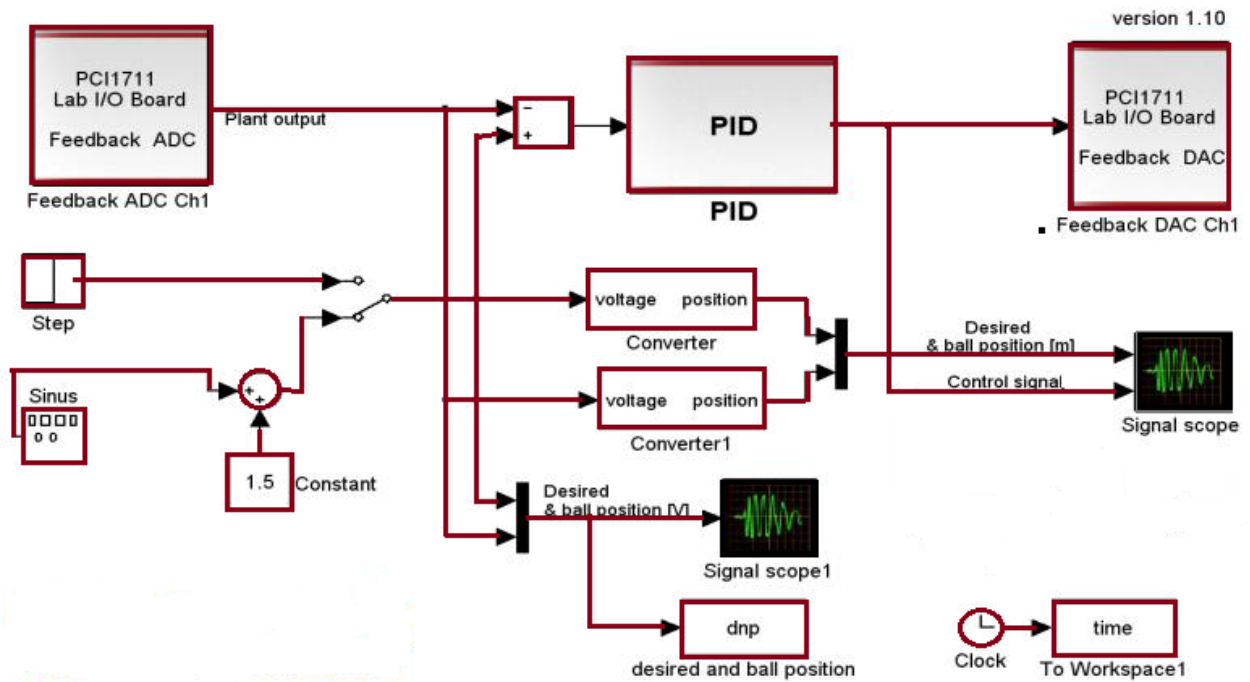 version 1.10
PCI1711
Lab I/O Board
Feedback ADC
Feedback ADC Ch1
Plant output
−
+
PID
PID
PCI1711
Lab I/O Board
Feedback DAC
Feedback DAC Ch1
Step
voltage position
Converter
Desired
& ball position [m]
Control signal
Signal scope
Sinus
+
+
voltage position
Converter1
1.5
Constant
Desired
& ball position [V]
Signal scope1
dnp
desired and ball position
Clock
time
To Workspace1